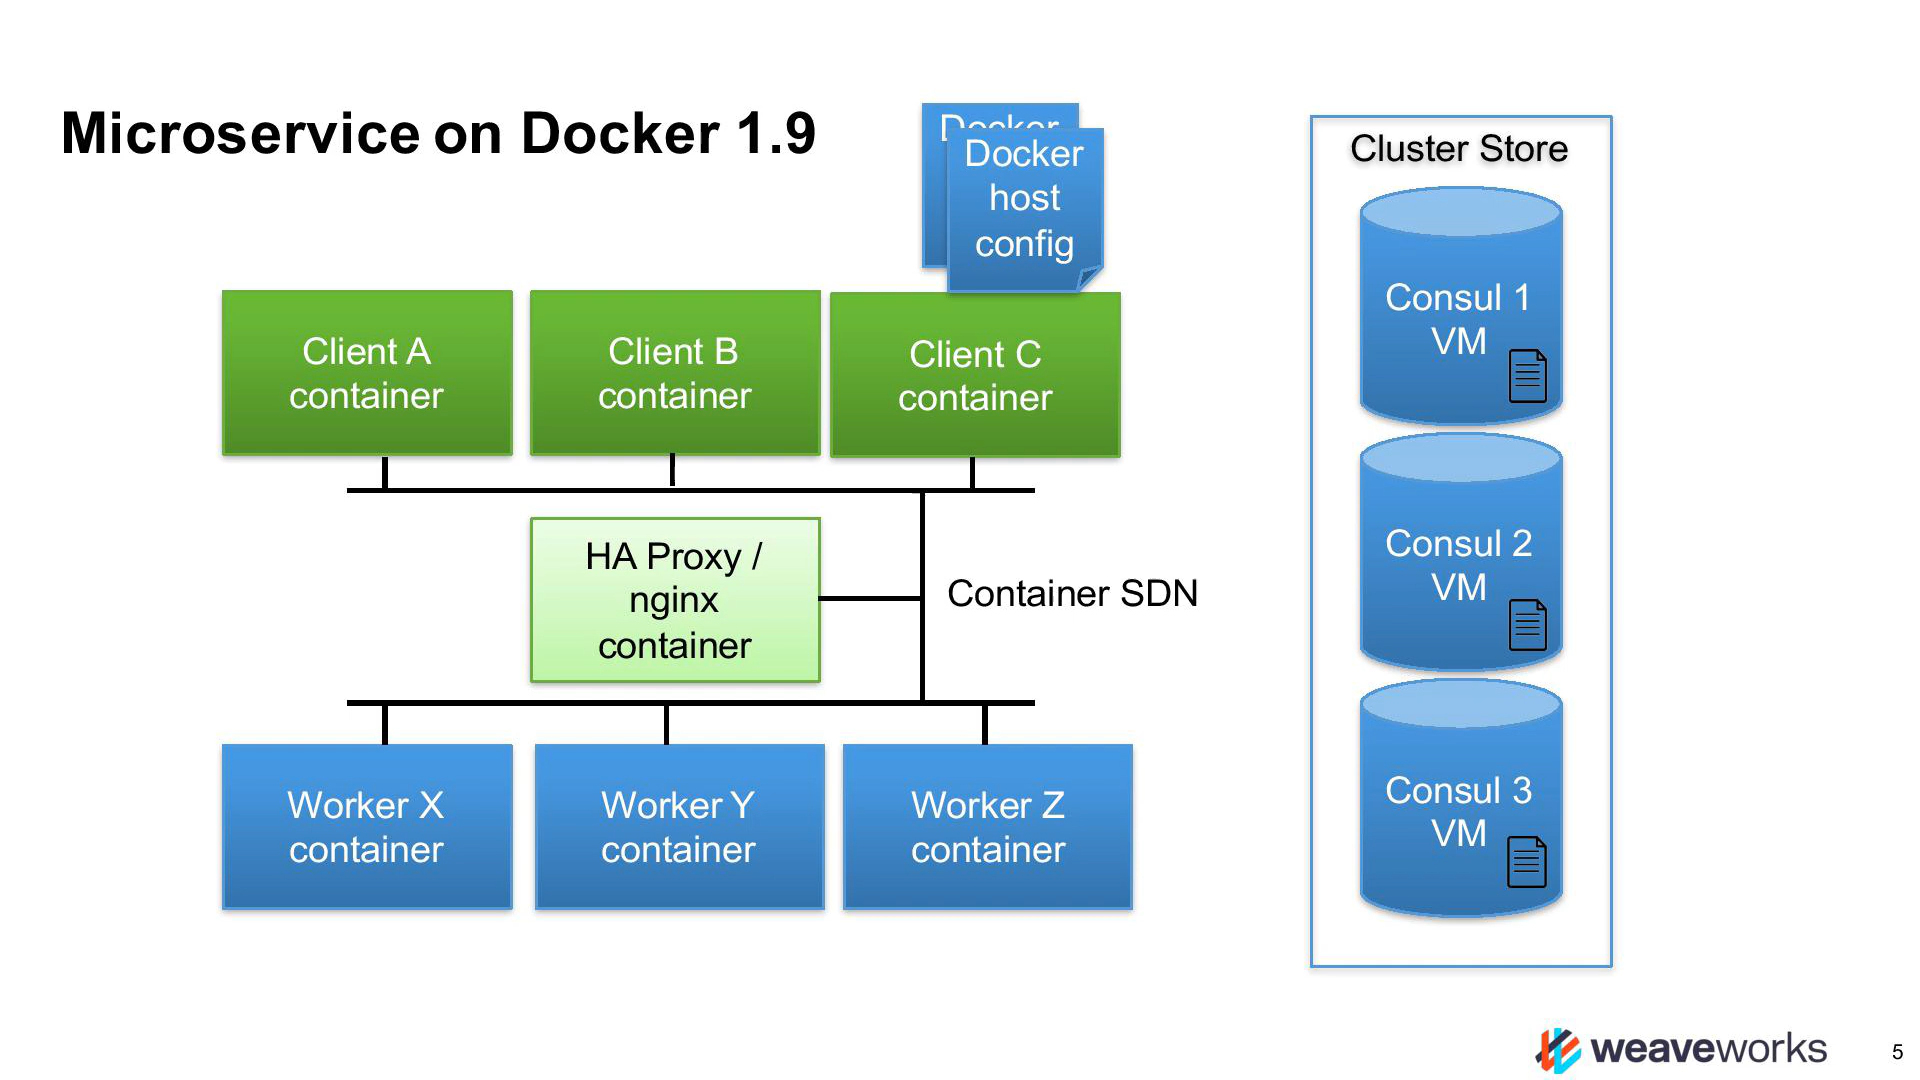 Microservice on Docker 1.9
Docker
Docker
host
config
Cluster Store
Consul 1
VM
Client A
container
Client B
container
Client C
container
Consul 2
VM
HA Proxy /
nginx
container
Container SDN
Consul 3
VM
Worker X
container
Worker Y
container
Worker Z
container
weaveworks
5